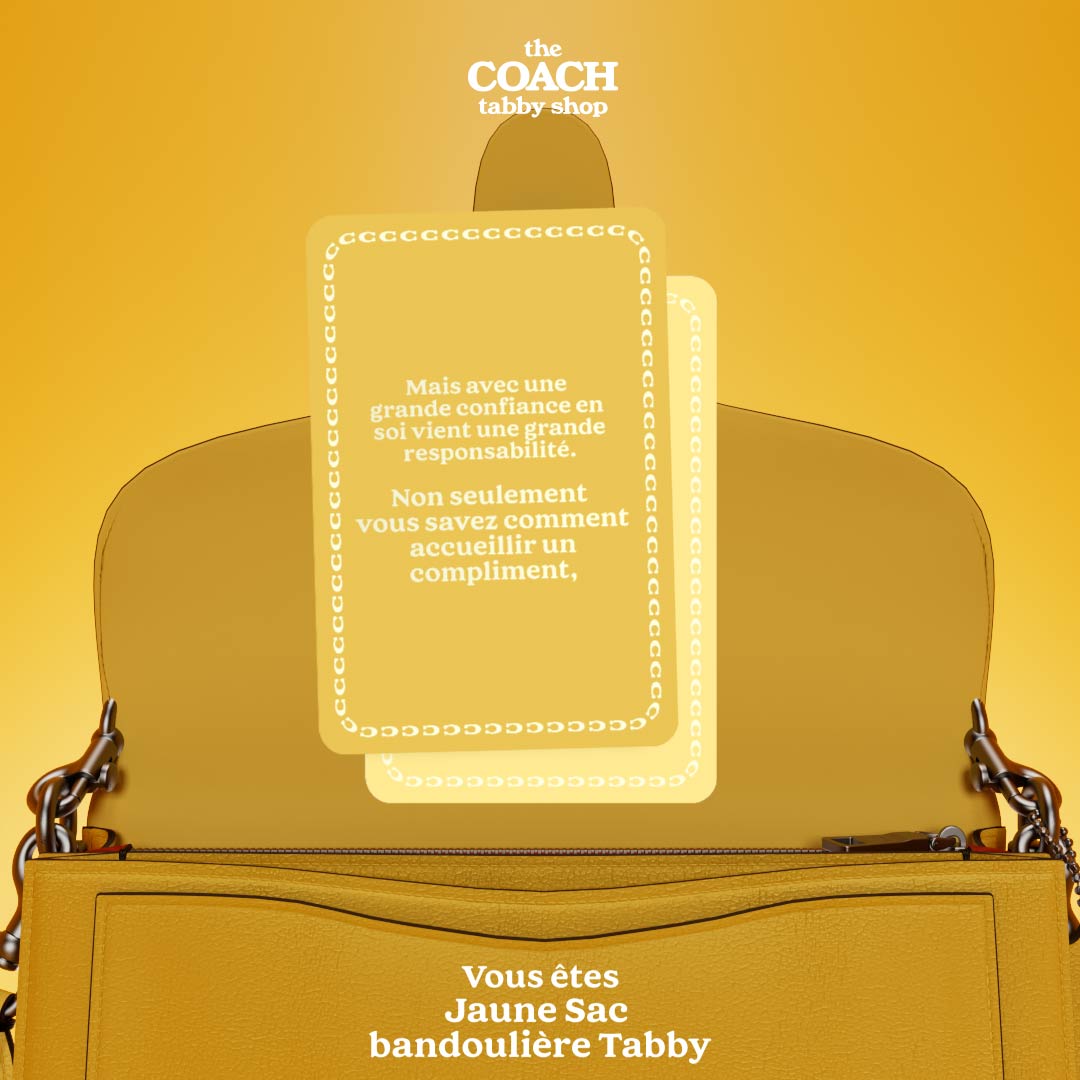 the
COACH
tabby shop
Mais avec une
grande confiance en
soi vient une grande
responsabilité.
Non seulement
vous savez comment
accueillir un
compliment,
Vous êtes
Jaune Sac
bandoulière Tabby